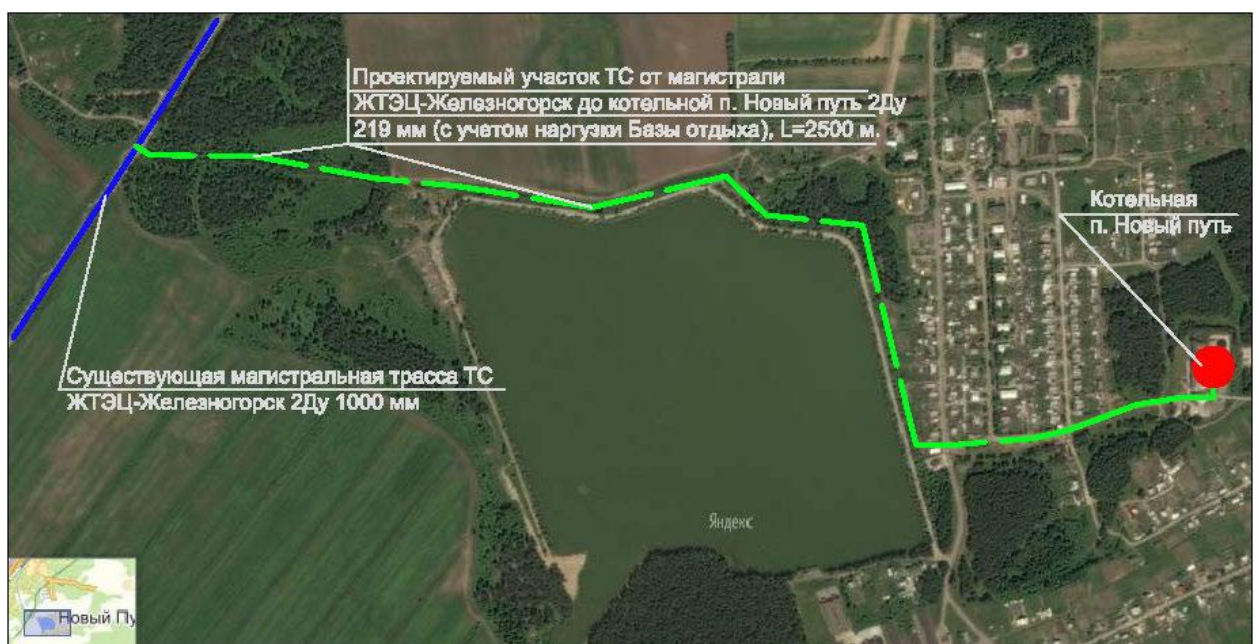 Проектируемый участок ТС от магистрали
ЖТЭЦ-Железногорск до котельной п. Новый путь 2Ду
219 мм (с учетом наргузки Базы отдыха), L=2500 м.
Котельная
п. Новый путь
Существующая магистральная трасса ТС
ЖТЭЦ-Железногорск 2Ду 1000 мм
Яндекс
Новый Пу